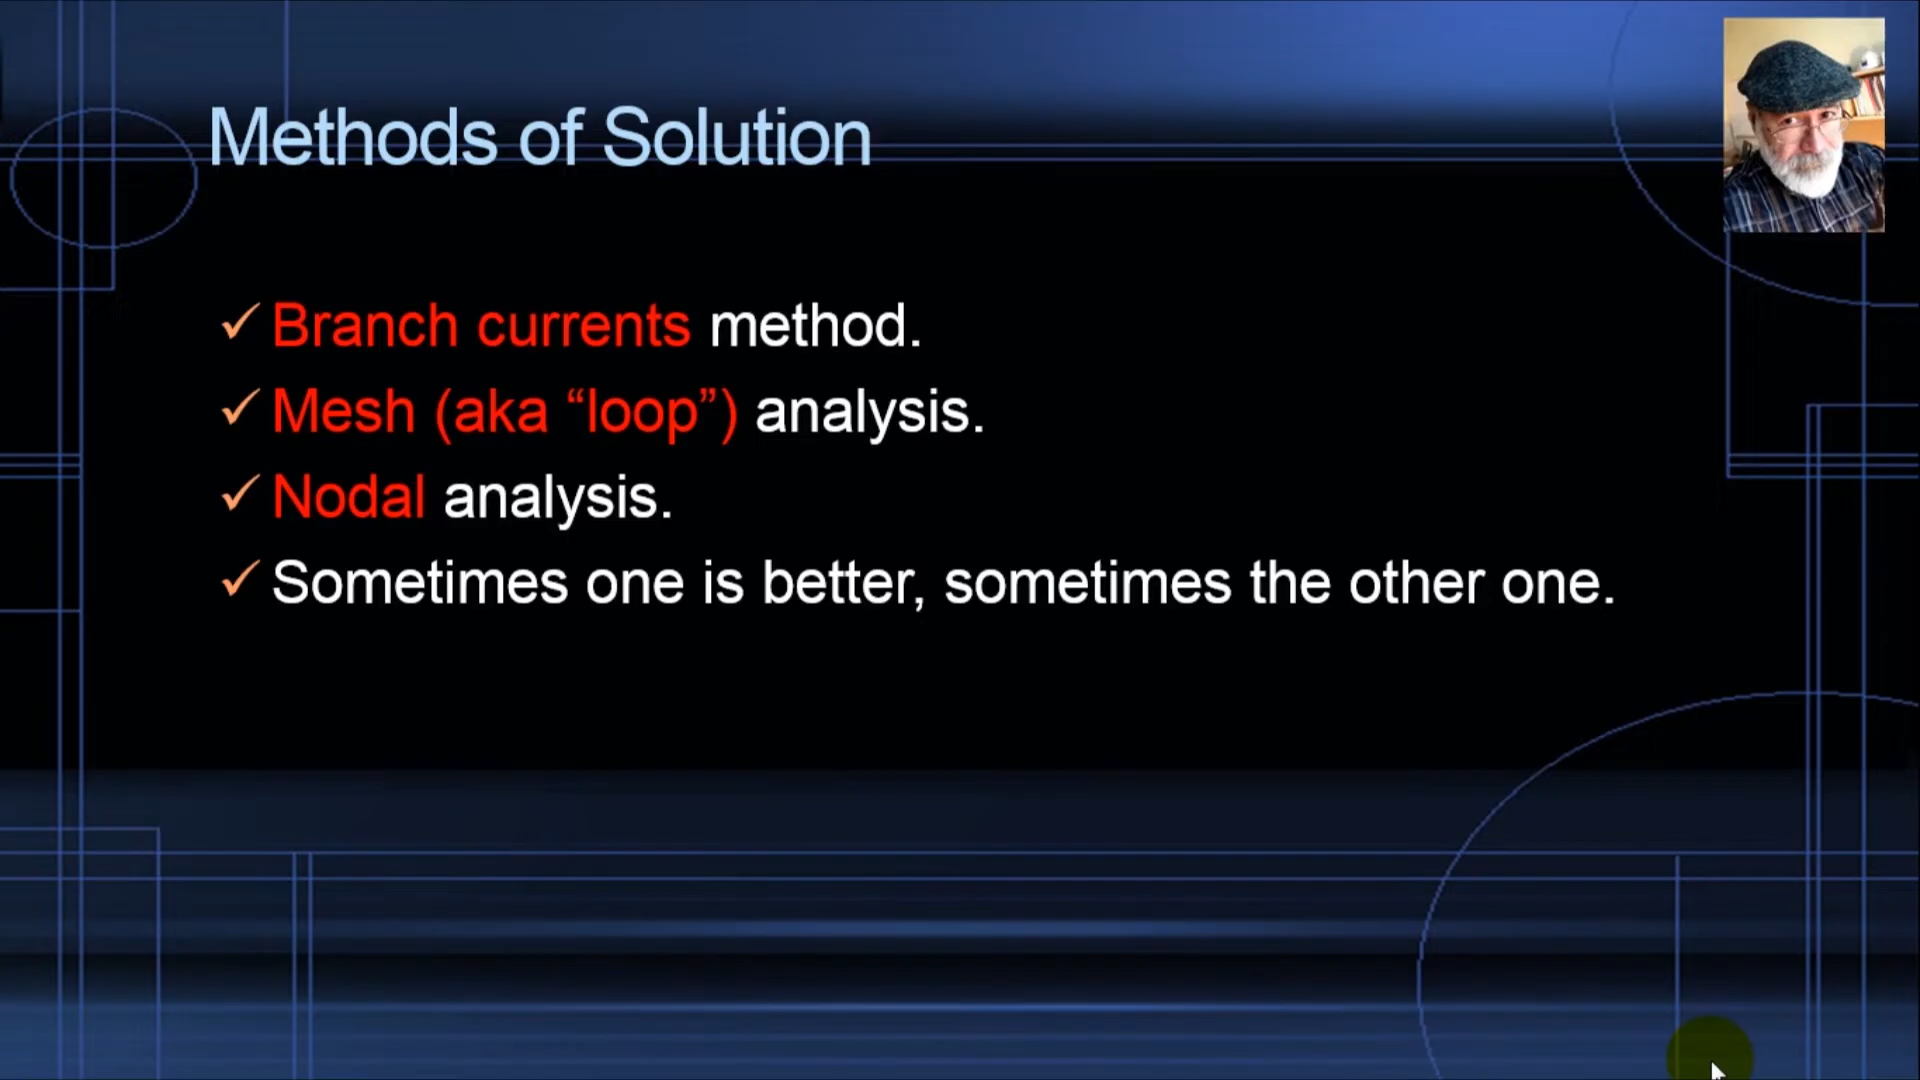 Methods of Solution
✓ Branch currents method.
✓ Mesh (aka “loop”) analysis.
✓ Nodal analysis.
✓ Sometimes one is better, sometimes the other one.